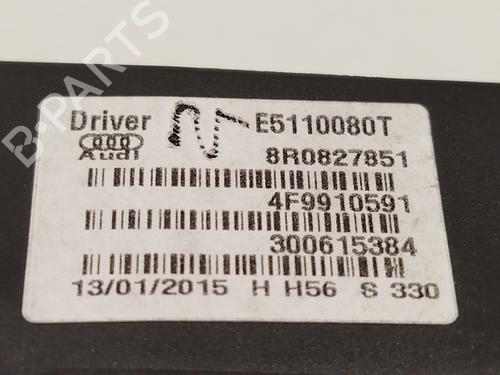 Driver E5110080T
Audi 8R0827851
4F9910591
300615384
13/01/2015 H H56 S 330
B-PARTS